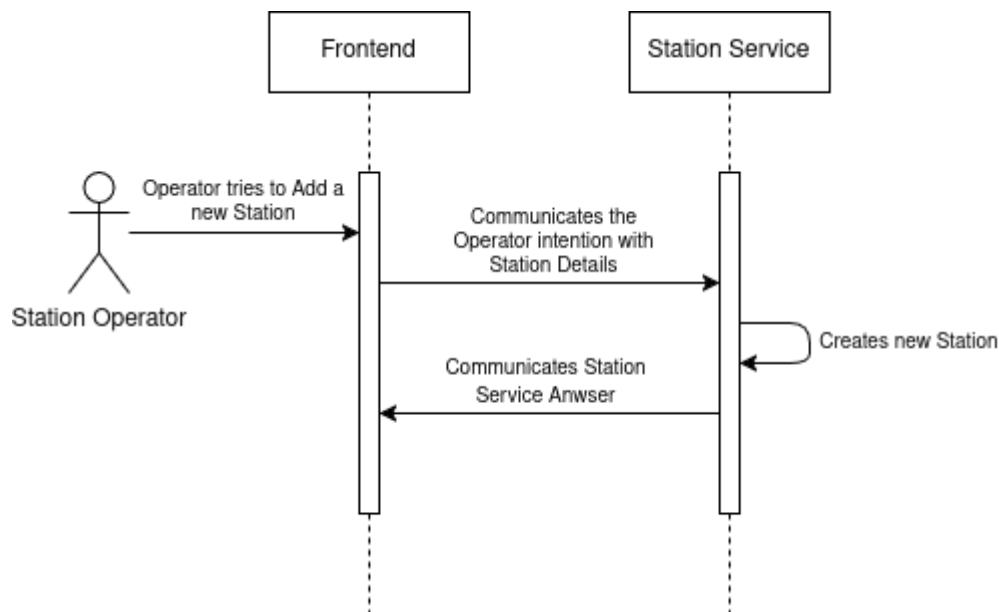 Frontend
Station Service
Operator tries to Add a
new Station
Communicates the
Operator intention with
Station Details
Station Operator
Creates new Station
Communicates Station
Service Anwser